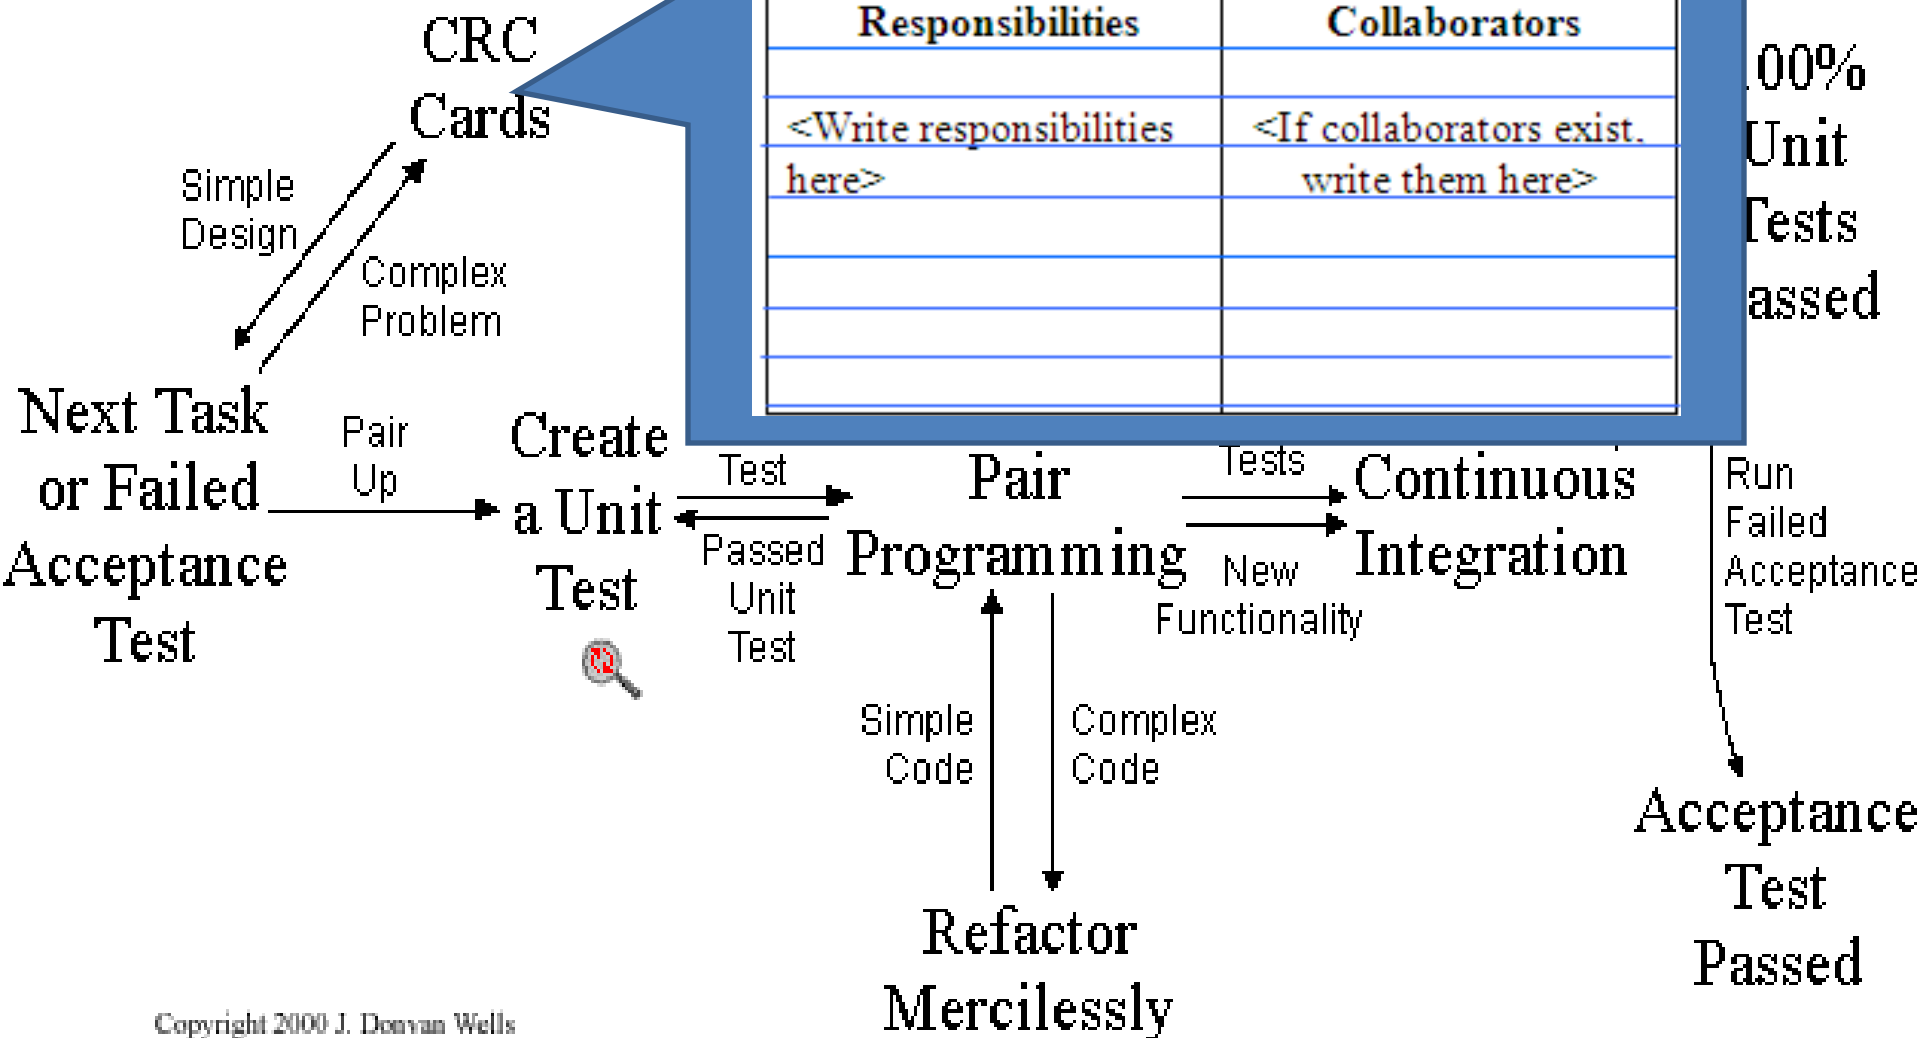 CRC
Cards
Responsibilities
Collaborators
<Write responsibilities
here>
<If collaborators exist,
write them here>
00%
Unit
Tests
assed
Simple
Design
Complex
Problem
Next Task
or Failed
Acceptance
Test
Pair
Up
Create
a Unit
Test
Test
Passed
Unit
Test
Pair
Programming
Tests
New
Functionality
Continuous
Integration
Run
Failed
Acceptance
Test
Simple
Code
Complex
Code
Acceptance
Test
Passed
Refactor
Mercilessly
Copyright 2000 J. Donvan Wells